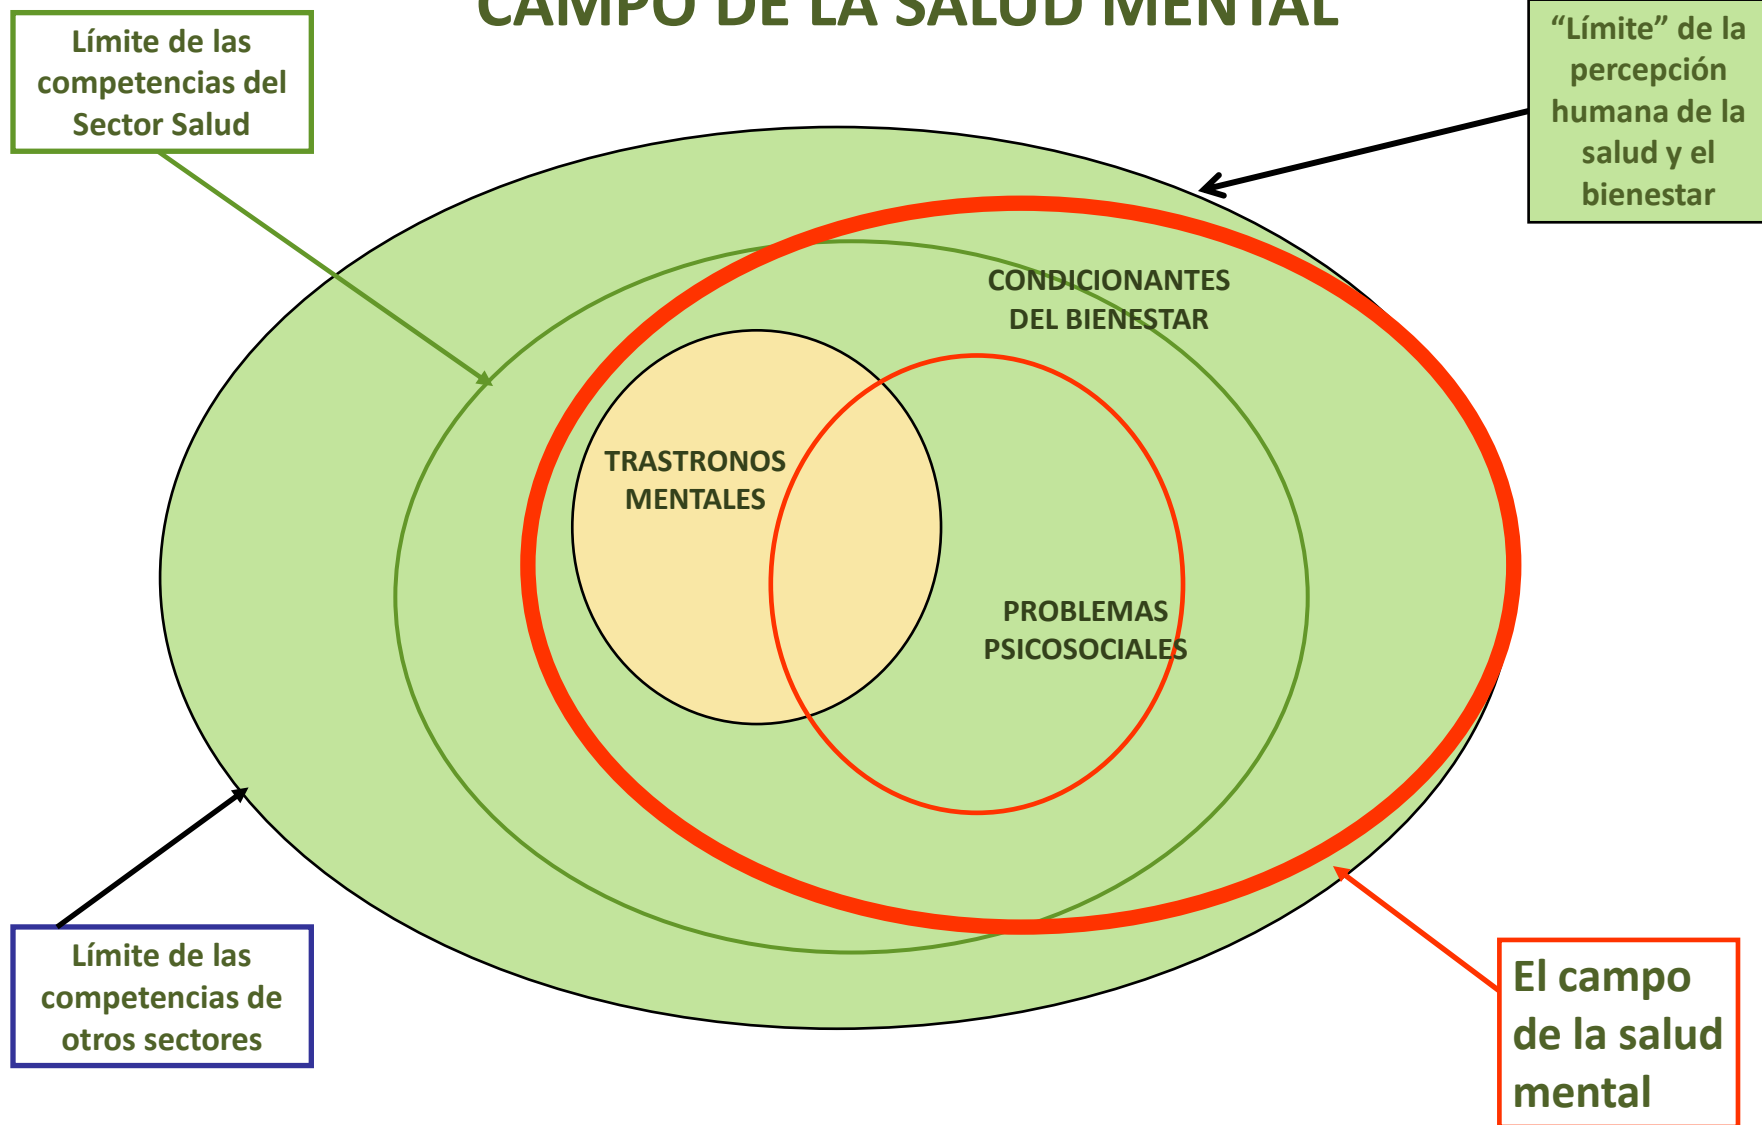 CAMPO DE LA SALUD MENTAL
Límite de las
competencias del
Sector Salud
“Límite” de la
percepción
humana de la
salud y el
bienestar
CONDICIONANTES
DEL BIENESTAR
TRASTRONOS
MENTALES
PROBLEMAS
PSICOSOCIALES
Límite de las
competencias de
otros sectores
El campo
de la salud
mental